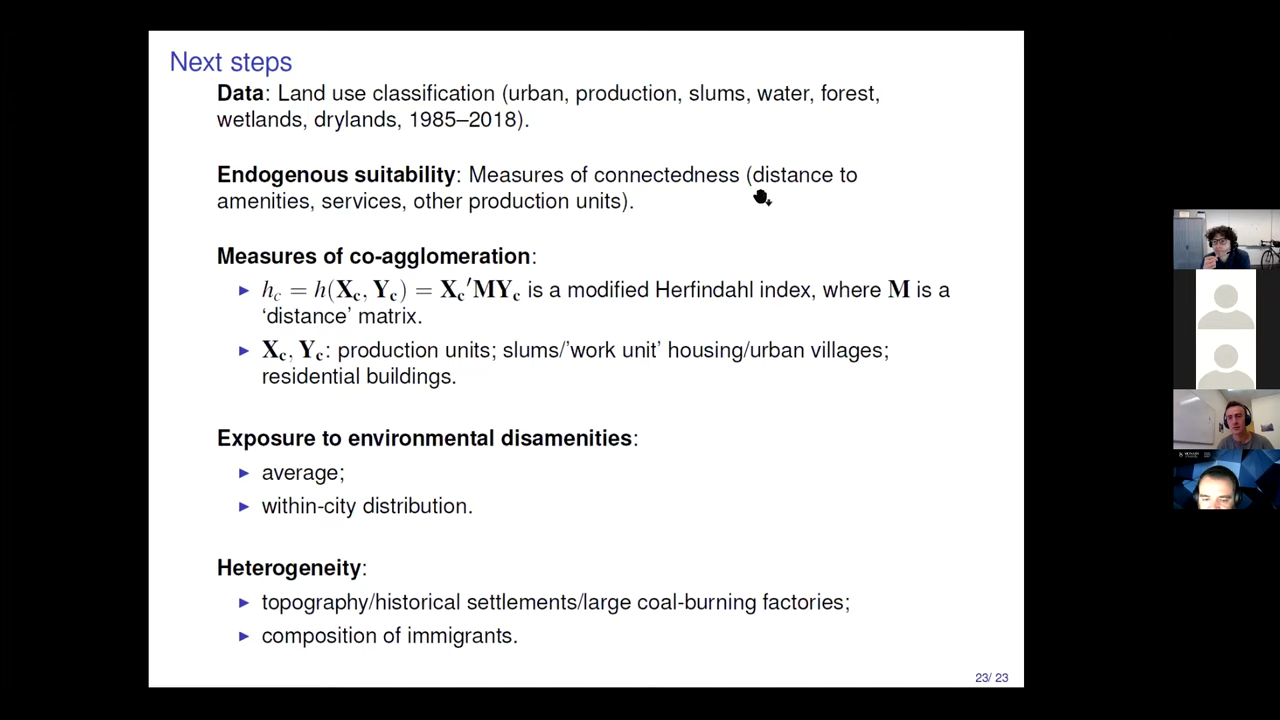 Next steps
Data: Land use classification (urban, production, slums, water, forest,
wetlands, drylands, 1985–2018).
Endogenous suitability: Measures of connectedness (distance to
amenities, services, other production units).
Measures of co-agglomeration:
▶ h_c = h(X_c, Y_c) = X_c′MY_c is a modified Herfindahl index, where M is a
‘distance’ matrix.
▶ X_c, Y_c: production units; slums/’work unit’ housing/urban villages;
residential buildings.
Exposure to environmental disamenities:
▶ average;
▶ within-city distribution.
Heterogeneity:
▶ topography/historical settlements/large coal-burning factories;
▶ composition of immigrants.
23/ 23